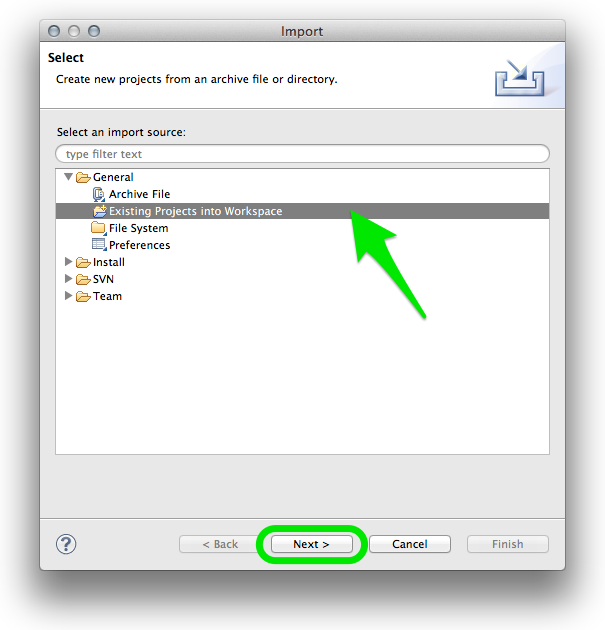 Import
Select
Create new projects from an archive file or directory.
Select an import source:
type filter text
General
Archive File
Existing Projects into Workspace
File System
Preferences
Install
SVN
Team
?
< Back
Next >
Cancel
Finish